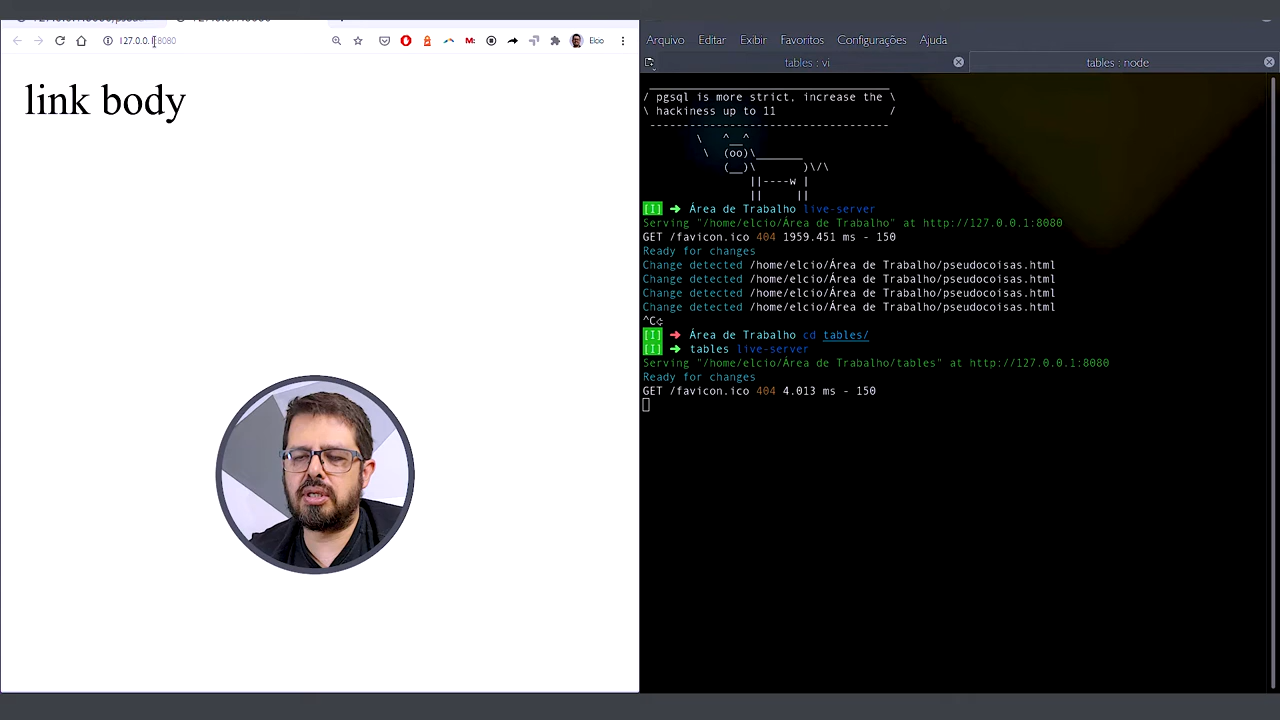 127.0.0.1:8080
Elcio
link body
Arquivo Editar Exibir Favoritos Configurações Ajuda
tables : vi
tables : node
/ pgsql is more strict, increase the \
\ hackiness up to 11 /
-----------------------------------
\ ^__^
\ (oo)\_______
(__)\ )\/\
||----w |
|| ||
[I] ➜ Área de Trabalho live-server
Serving "/home/elcio/Área de Trabalho" at http://127.0.0.1:8080
GET /favicon.ico 404 1959.451 ms - 150
Ready for changes
Change detected /home/elcio/Área de Trabalho/pseudocoisas.html
Change detected /home/elcio/Área de Trabalho/pseudocoisas.html
Change detected /home/elcio/Área de Trabalho/pseudocoisas.html
Change detected /home/elcio/Área de Trabalho/pseudocoisas.html
^C
[I] ➜ Área de Trabalho cd tables/
[I] ➜ tables live-server
Serving "/home/elcio/Área de Trabalho/tables" at http://127.0.0.1:8080
Ready for changes
GET /favicon.ico 404 4.013 ms - 150